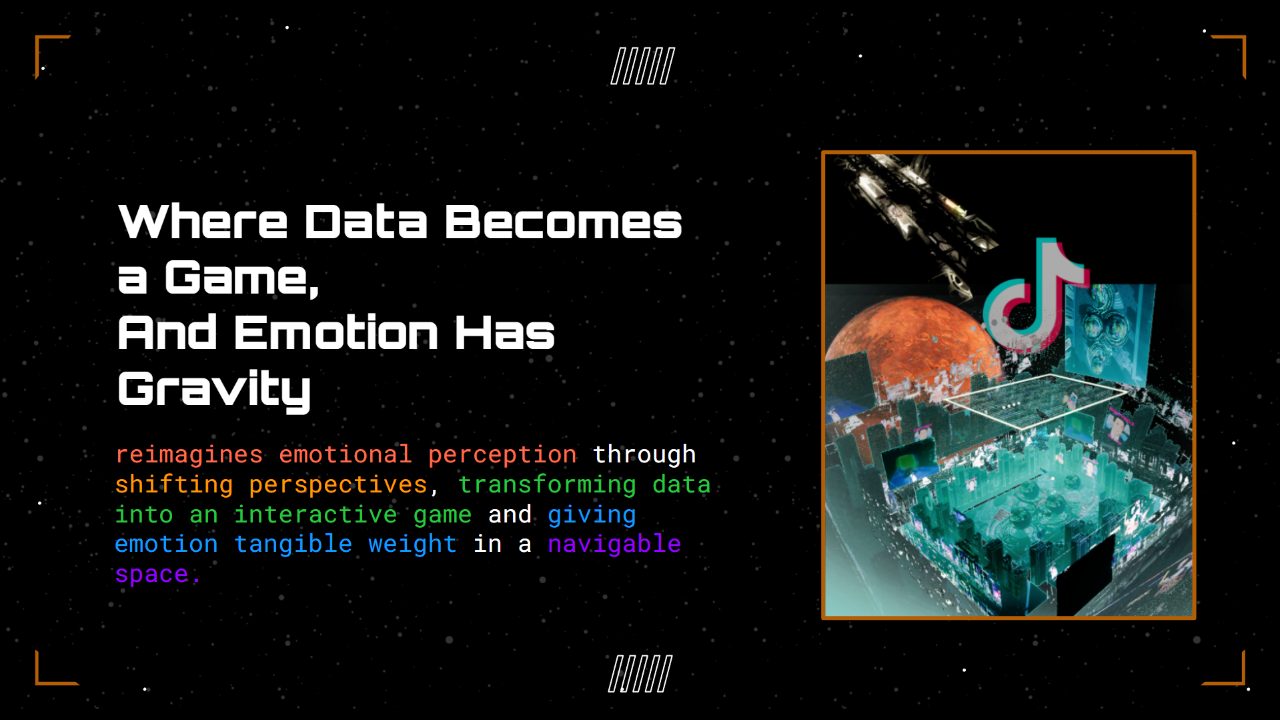 Where Data Becomes
a Game,
And Emotion Has
Gravity
reimagines emotional perception through
shifting perspectives, transforming data
into an interactive game and giving
emotion tangible weight in a navigable
space.